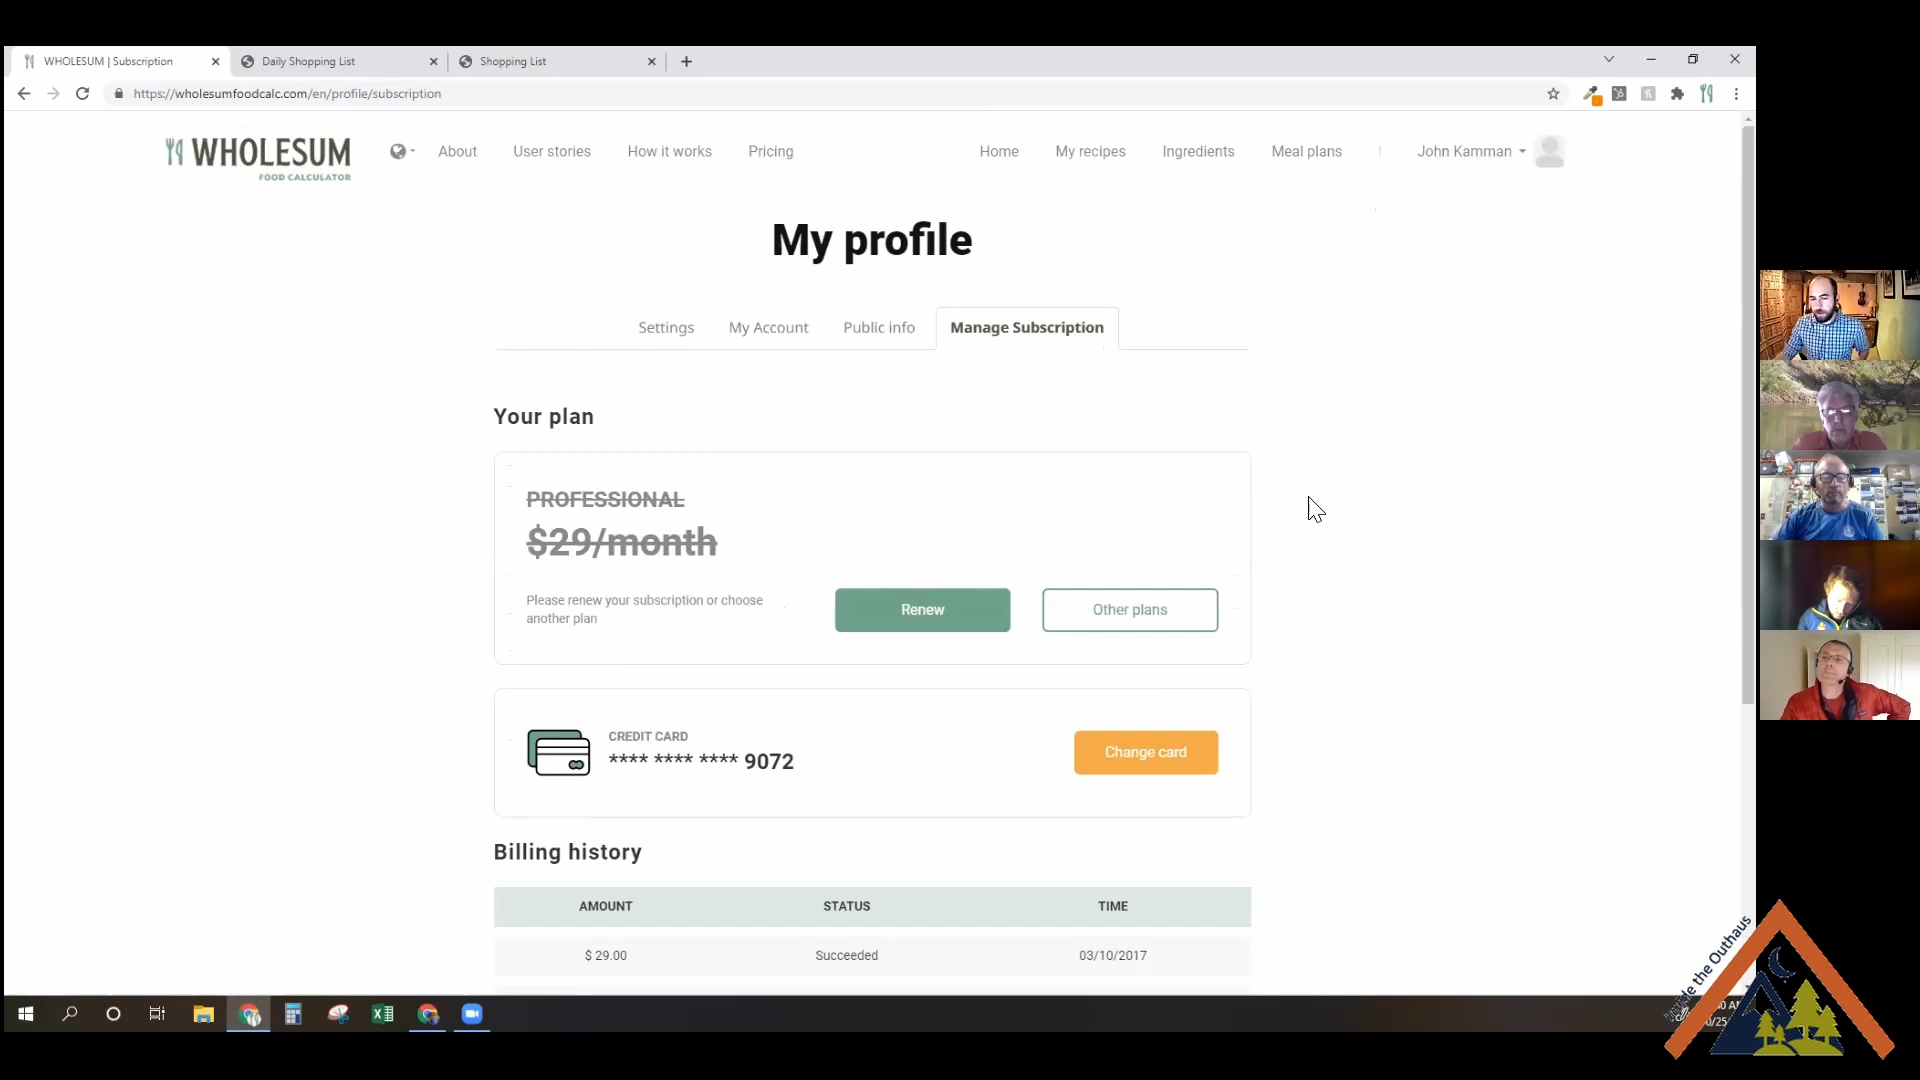 WHOLESUM | Subscription
Daily Shopping List
Shopping List
https://wholesumfoodcalc.com/en/profile/subscription
WHOLESUM
FOOD CALCULATOR
About
User stories
How it works
Pricing
Home
My recipes
Ingredients
Meal plans
John Kamman
My profile
Settings
My Account
Public info
Manage Subscription
Your plan
PROFESSIONAL
$29/month
Please renew your subscription or choose
another plan
Renew
Other plans
CREDIT CARD
**** **** **** 9072
Change card
Billing history
AMOUNT STATUS TIME
$ 29.00 Succeeded 03/10/2017
the Outhaus